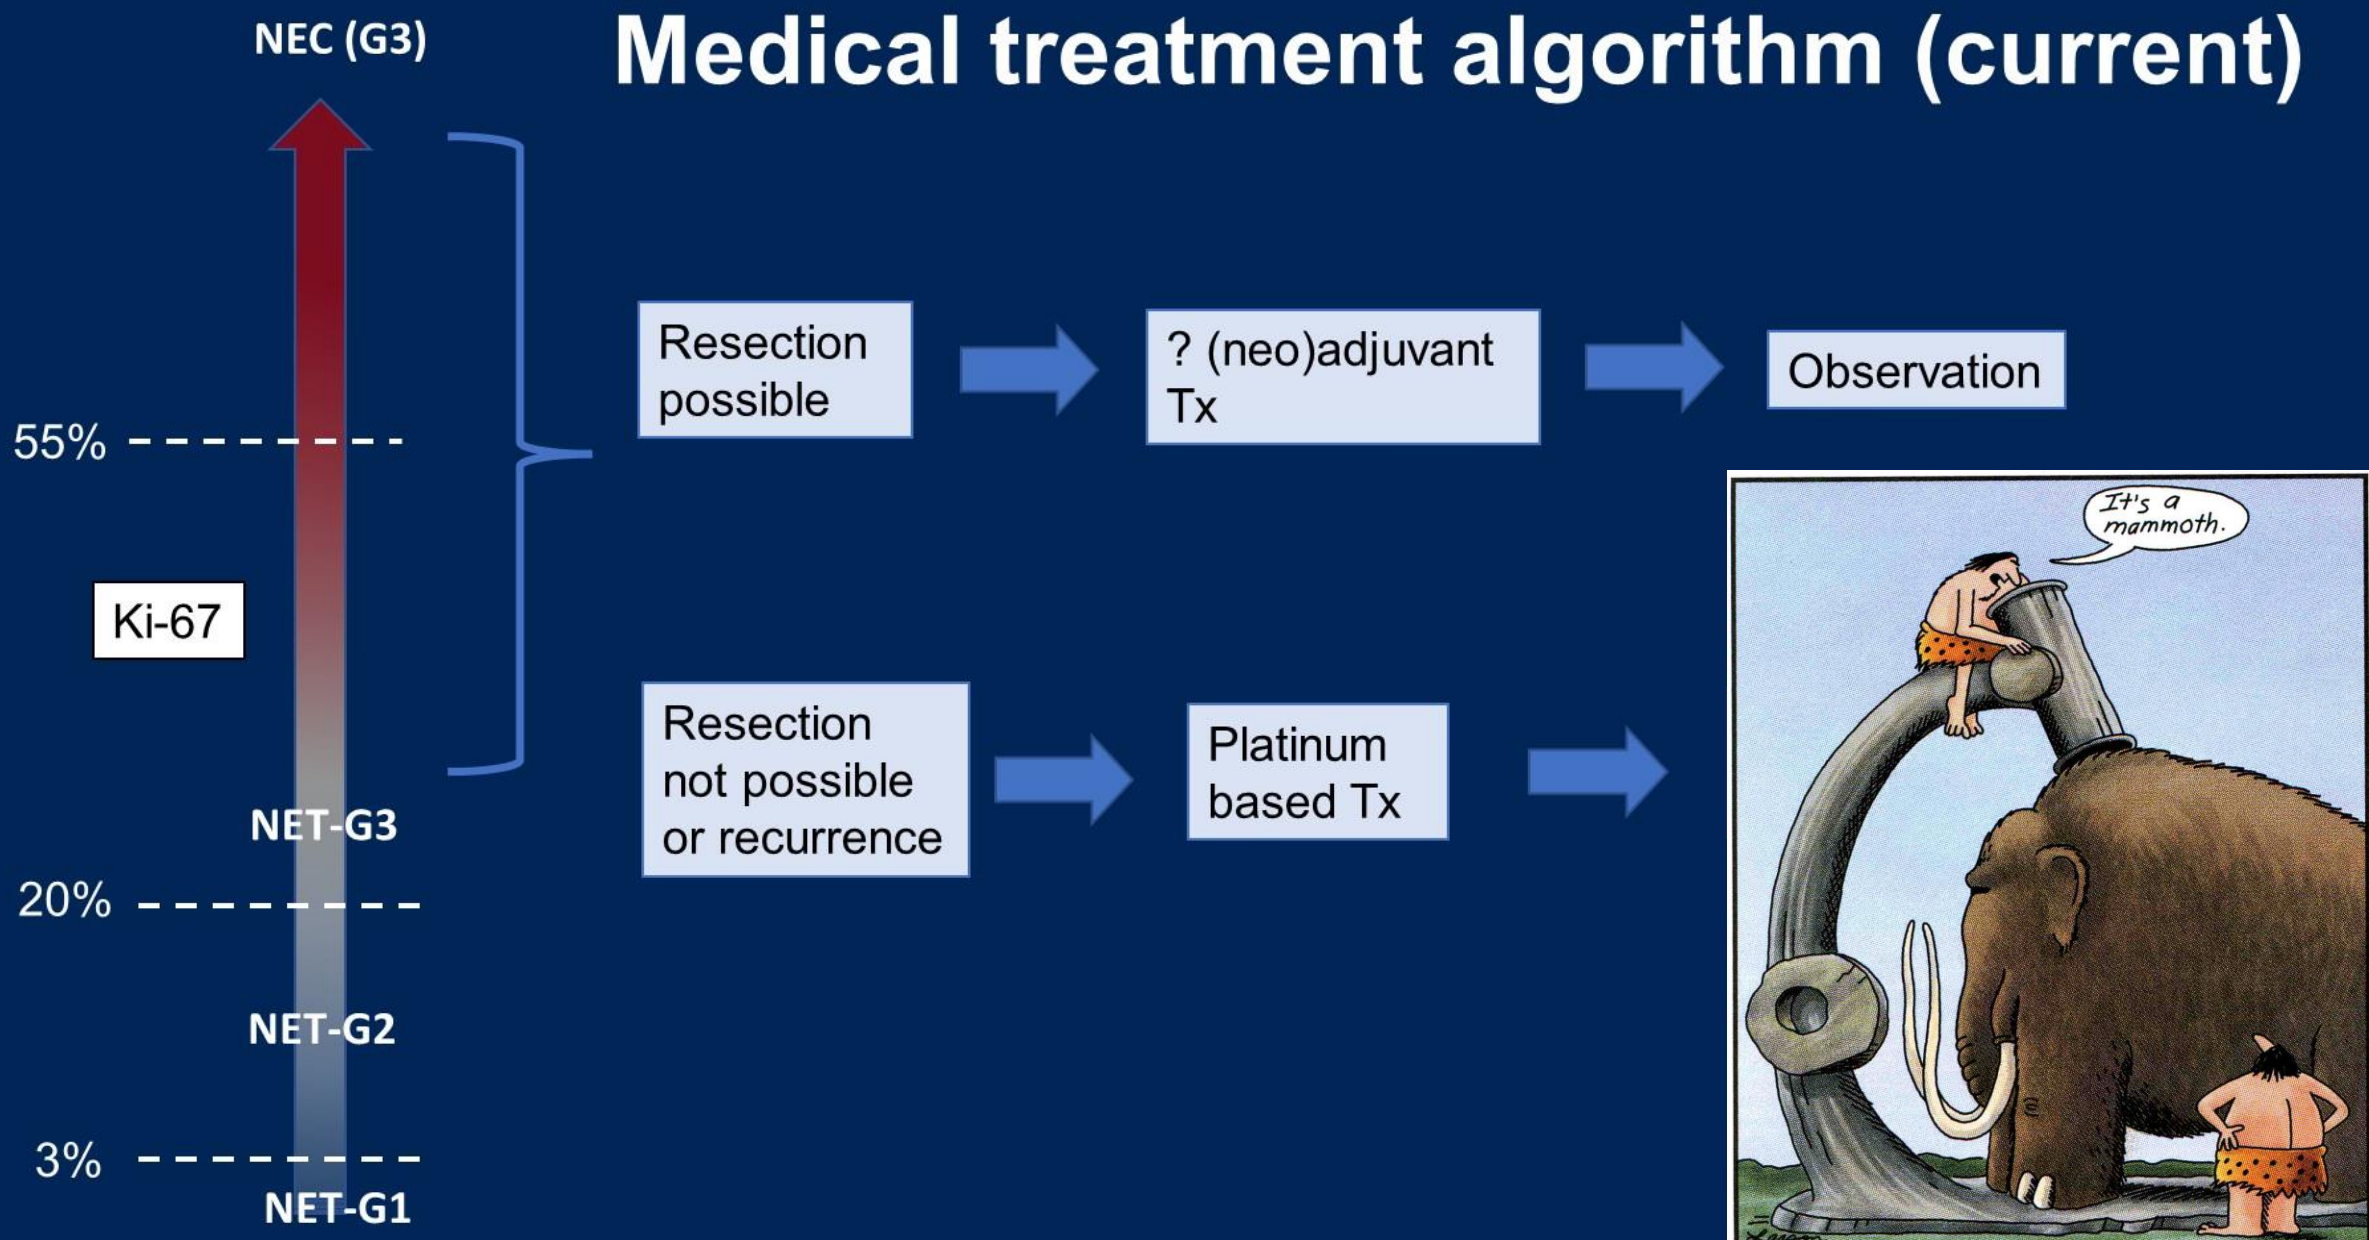 NEC (G3)
Medical treatment algorithm (current)
55%
Ki-67
NET-G3
20%
NET-G2
3%
NET-G1
Resection
possible
? (neo)adjuvant
Tx
Observation
Resection
not possible
or recurrence
Platinum
based Tx
It's a
mammoth.
Larson